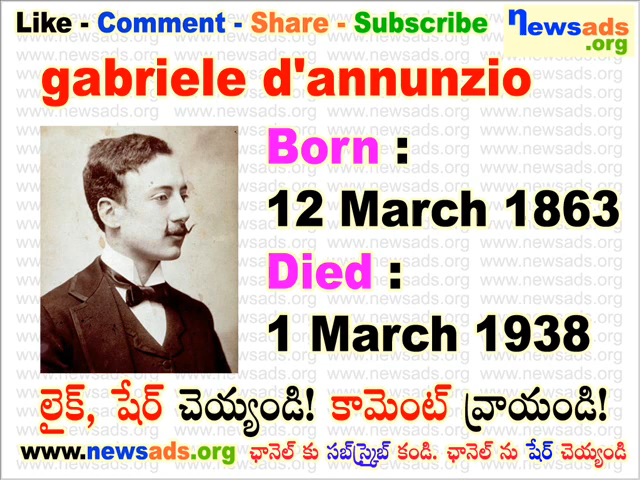 Like - Comment - Share - Subscribe
newsads
.org
gabriele d'annunzio
Born :
12 March 1863
Died :
1 March 1938
లైక్, షేర్ చెయ్యండి! కామెంట్ వ్రాయండి!
www.newsads.org ఛానెల్ కు సబ్‌స్క్రైబ్ కండి. ఛానెల్ ను షేర్ చెయ్యండి